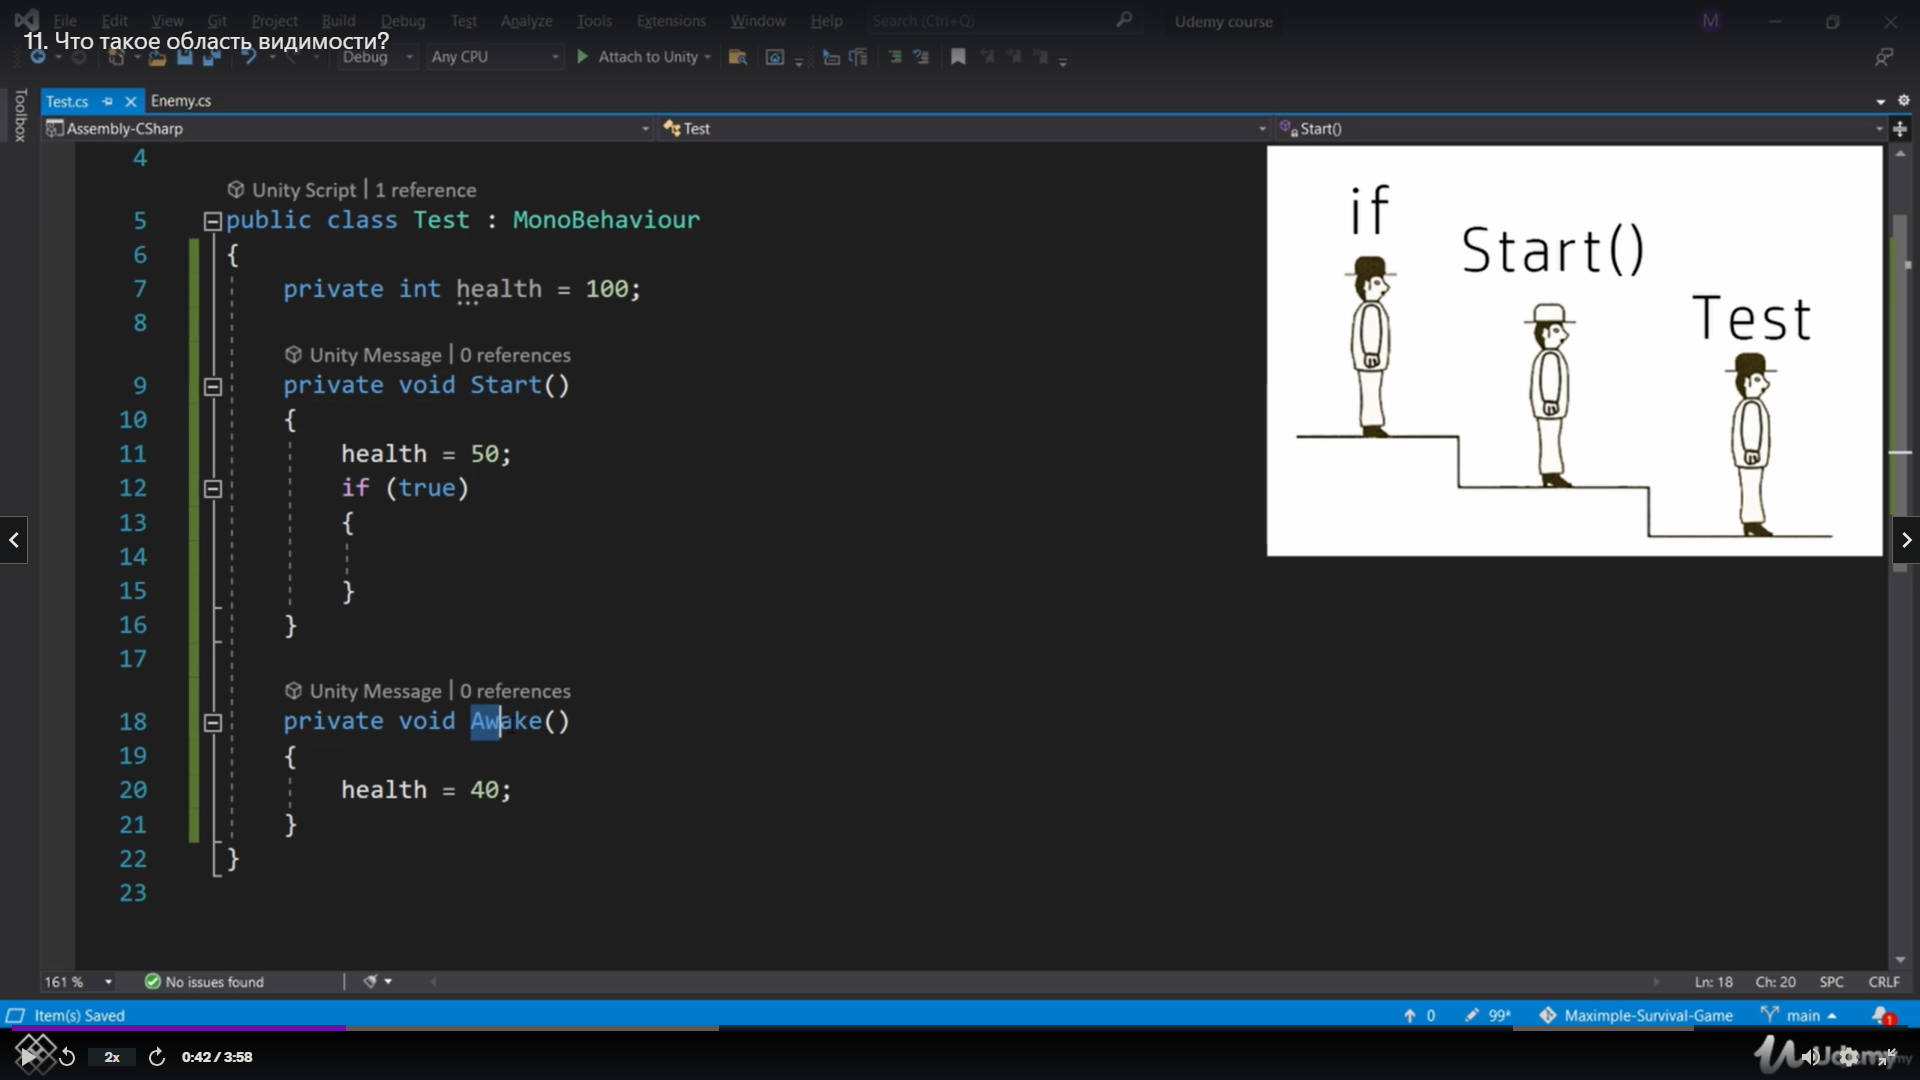 File Edit View Git Project Build Debug Test Analyze Tools Extensions Window Help Search (Ctrl+Q) Udemy course M
11. Что такое область видимости?
Debug Any CPU Attach to Unity
Toolbox
Test.cs Enemy.cs
Assembly-CSharp Test Start()
4
Unity Script | 1 reference
5 public class Test : MonoBehaviour
6 {
7 private int health = 100;
8
Unity Message | 0 references
9 private void Start()
10 {
11 health = 50;
12 if (true)
13 {
14
15 }
16 }
17
Unity Message | 0 references
18 private void Awake()
19 {
20 health = 40;
21 }
22 }
23
if
Start()
Test
161 % No issues found Ln: 18 Ch: 20 SPC CRLF
Item(s) Saved 0 99* Maximple-Survival-Game main 1
2x 0:42 / 3:58 Udemy